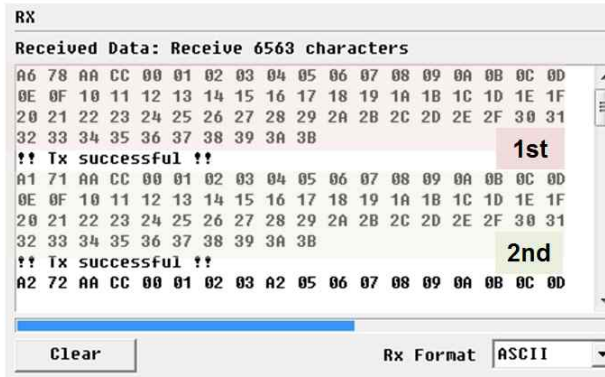 RX
Received Data: Receive 6563 characters
A6 78 AA CC 00 01 02 03 04 05 06 07 08 09 0A 0B 0C 0D
0E 0F 10 11 12 13 14 15 16 17 18 19 1A 1B 1C 1D 1E 1F
20 21 22 23 24 25 26 27 28 29 2A 2B 2C 2D 2E 2F 30 31
32 33 34 35 36 37 38 39 3A 3B
1st
!! Tx successful !!
A1 71 AA CC 00 01 02 03 04 05 06 07 08 09 0A 0B 0C 0D
0E 0F 10 11 12 13 14 15 16 17 18 19 1A 1B 1C 1D 1E 1F
20 21 22 23 24 25 26 27 28 29 2A 2B 2C 2D 2E 2F 30 31
32 33 34 35 36 37 38 39 3A 3B
2nd
!! Tx successful !!
A2 72 AA CC 00 01 02 03 A2 05 06 07 08 09 0A 0B 0C 0D
Clear Rx Format ASCII